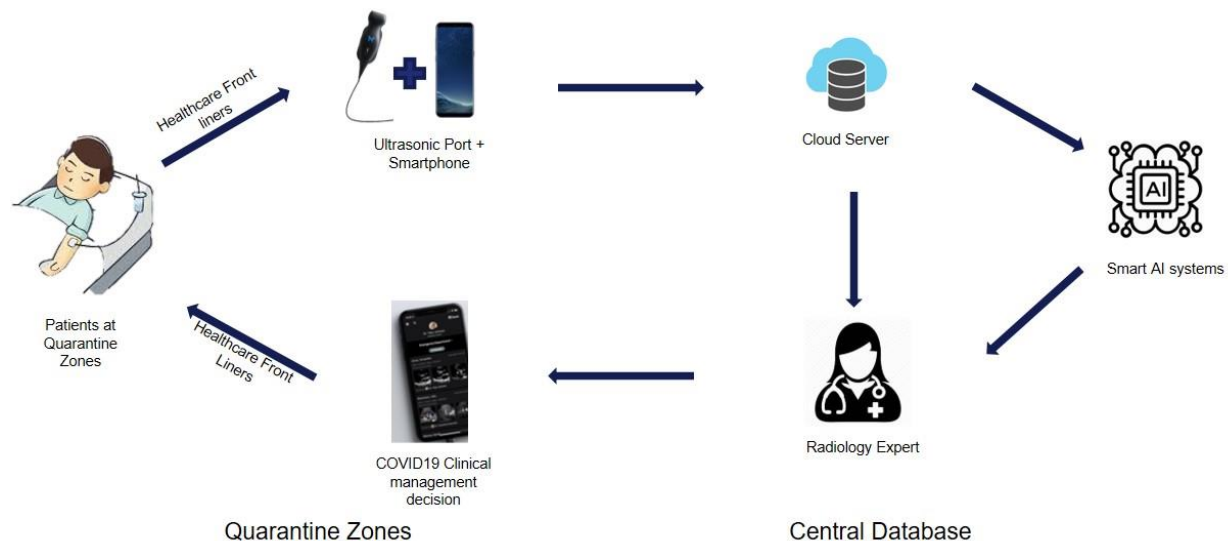 Healthcare Front
liners
Ultrasonic Port +
Smartphone
Cloud Server
AI
Smart AI systems
Patients at
Quarantine
Zones
Healthcare Front
Liners
COVID19 Clinical
management
decision
Radiology Expert
Quarantine Zones
Central Database